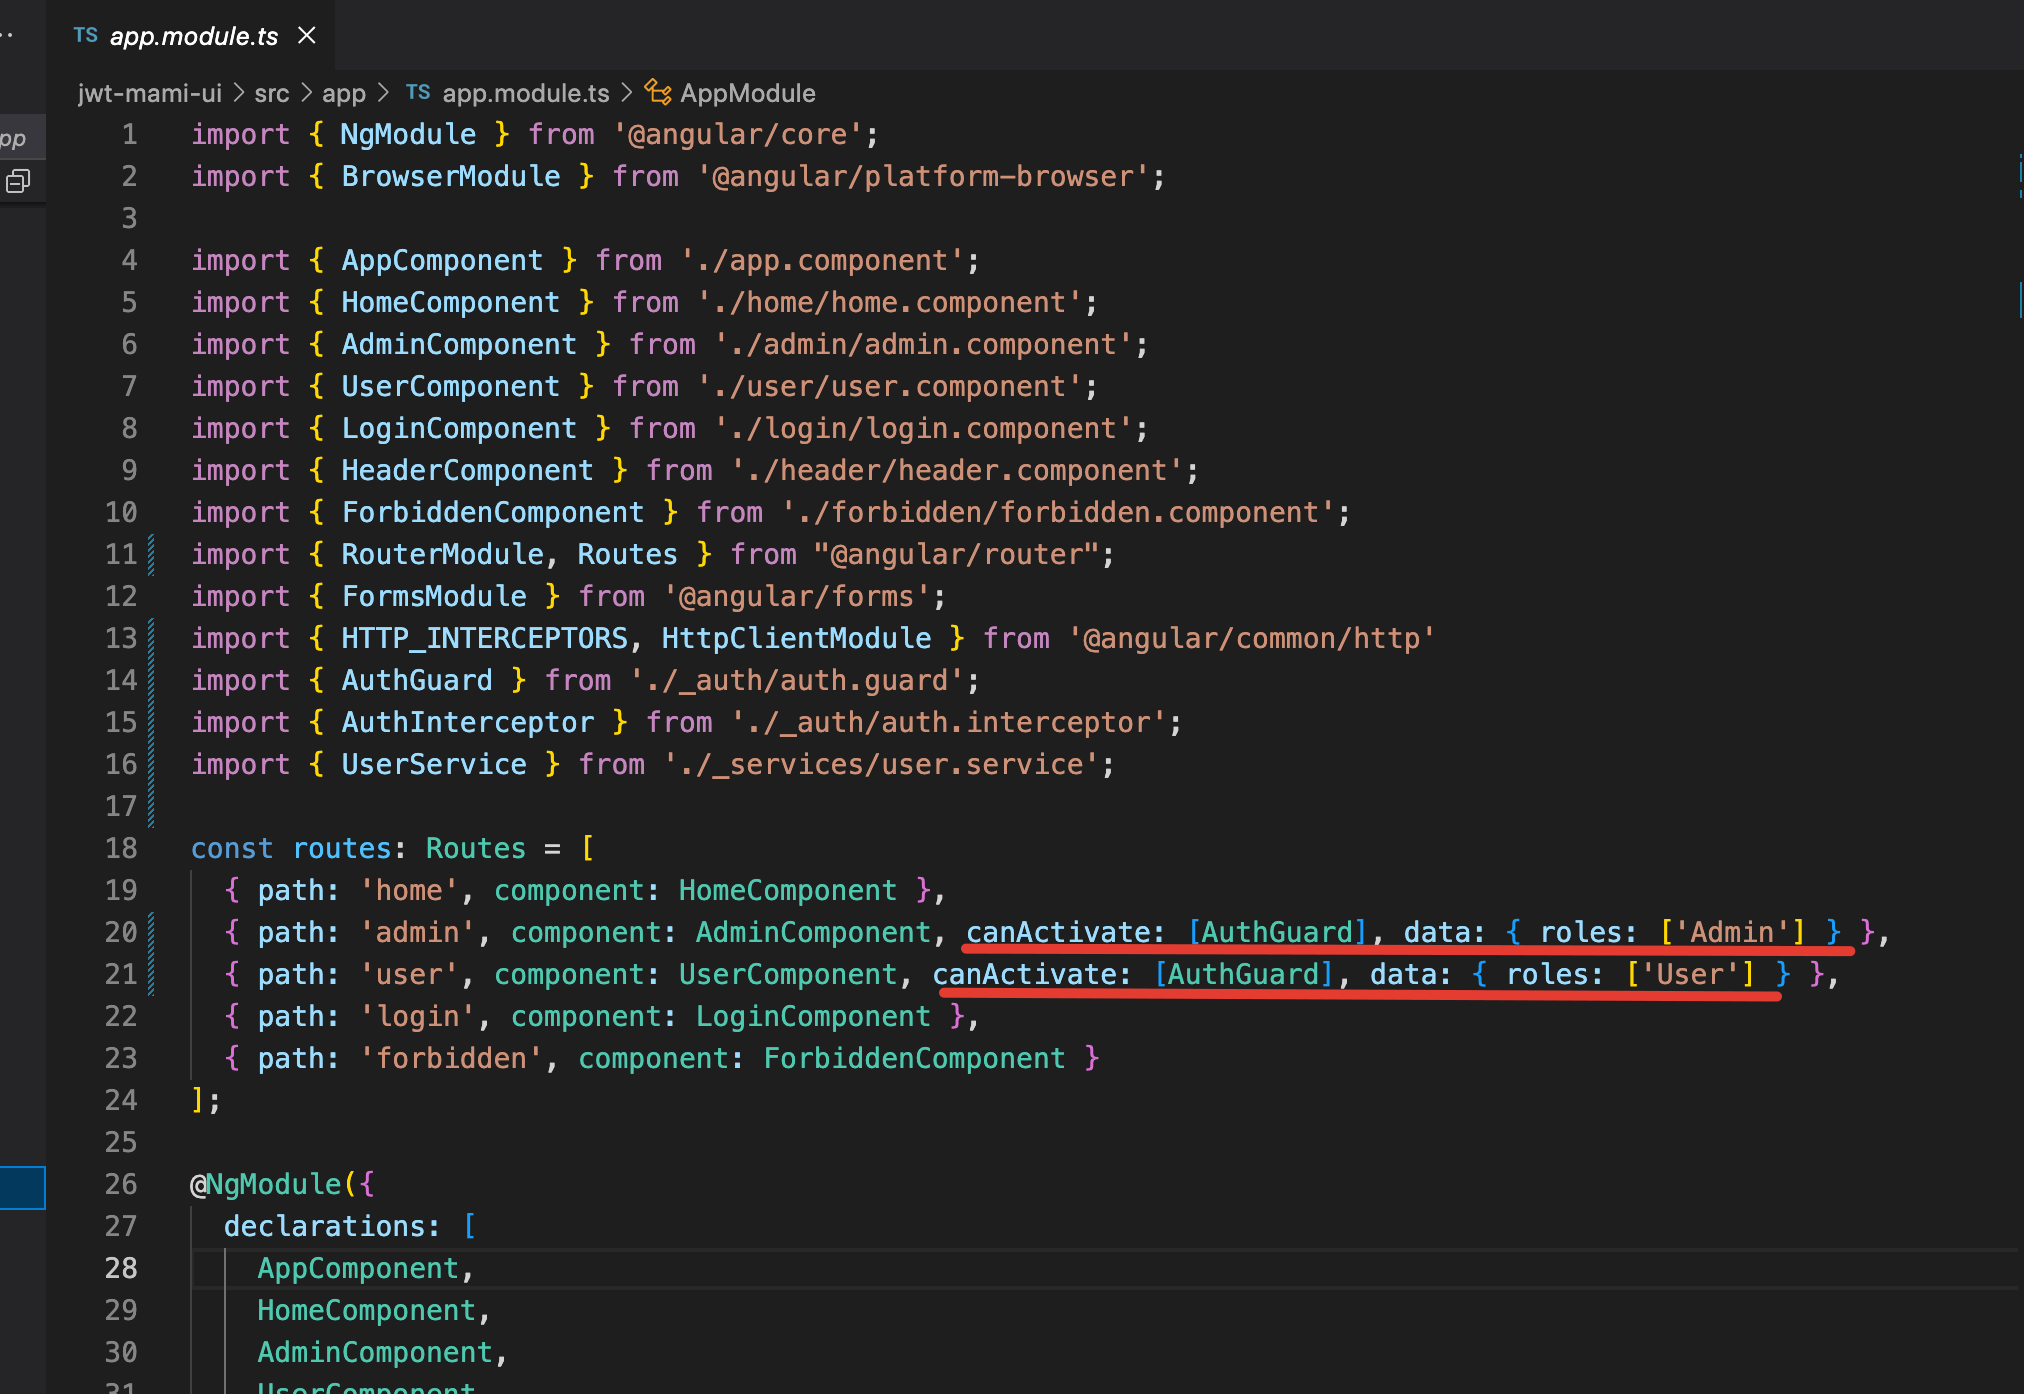 TS app.module.ts
jwt-mami-ui > src > app > TS app.module.ts > AppModule
pp
1 import { NgModule } from '@angular/core';
2 import { BrowserModule } from '@angular/platform-browser';
3
4 import { AppComponent } from './app.component';
5 import { HomeComponent } from './home/home.component';
6 import { AdminComponent } from './admin/admin.component';
7 import { UserComponent } from './user/user.component';
8 import { LoginComponent } from './login/login.component';
9 import { HeaderComponent } from './header/header.component';
10 import { ForbiddenComponent } from './forbidden/forbidden.component';
11 import { RouterModule, Routes } from "@angular/router";
12 import { FormsModule } from '@angular/forms';
13 import { HTTP_INTERCEPTORS, HttpClientModule } from '@angular/common/http'
14 import { AuthGuard } from './_auth/auth.guard';
15 import { AuthInterceptor } from './_auth/auth.interceptor';
16 import { UserService } from './_services/user.service';
17
18 const routes: Routes = [
19 { path: 'home', component: HomeComponent },
20 { path: 'admin', component: AdminComponent, canActivate: [AuthGuard], data: { roles: ['Admin'] } },
21 { path: 'user', component: UserComponent, canActivate: [AuthGuard], data: { roles: ['User'] } },
22 { path: 'login', component: LoginComponent },
23 { path: 'forbidden', component: ForbiddenComponent }
24 ];
25
26 @NgModule({
27 declarations: [
28 AppComponent,
29 HomeComponent,
30 AdminComponent,
31 UserComponent